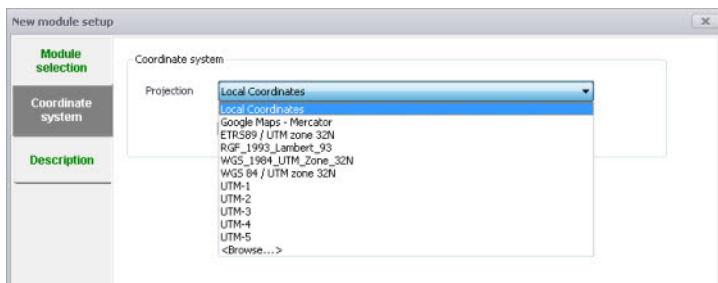 New module setup
Module
selection
Coordinate
system
Description
Coordinate system
Projection
Local Coordinates
Local Coordinates
Google Maps - Mercator
ETRS89 / UTM zone 32N
RGF_1993_Lambert_93
WGS_1984_UTM_Zone_32N
WGS 84 / UTM zone 32N
UTM-1
UTM-2
UTM-3
UTM-4
UTM-5
<Browse...>